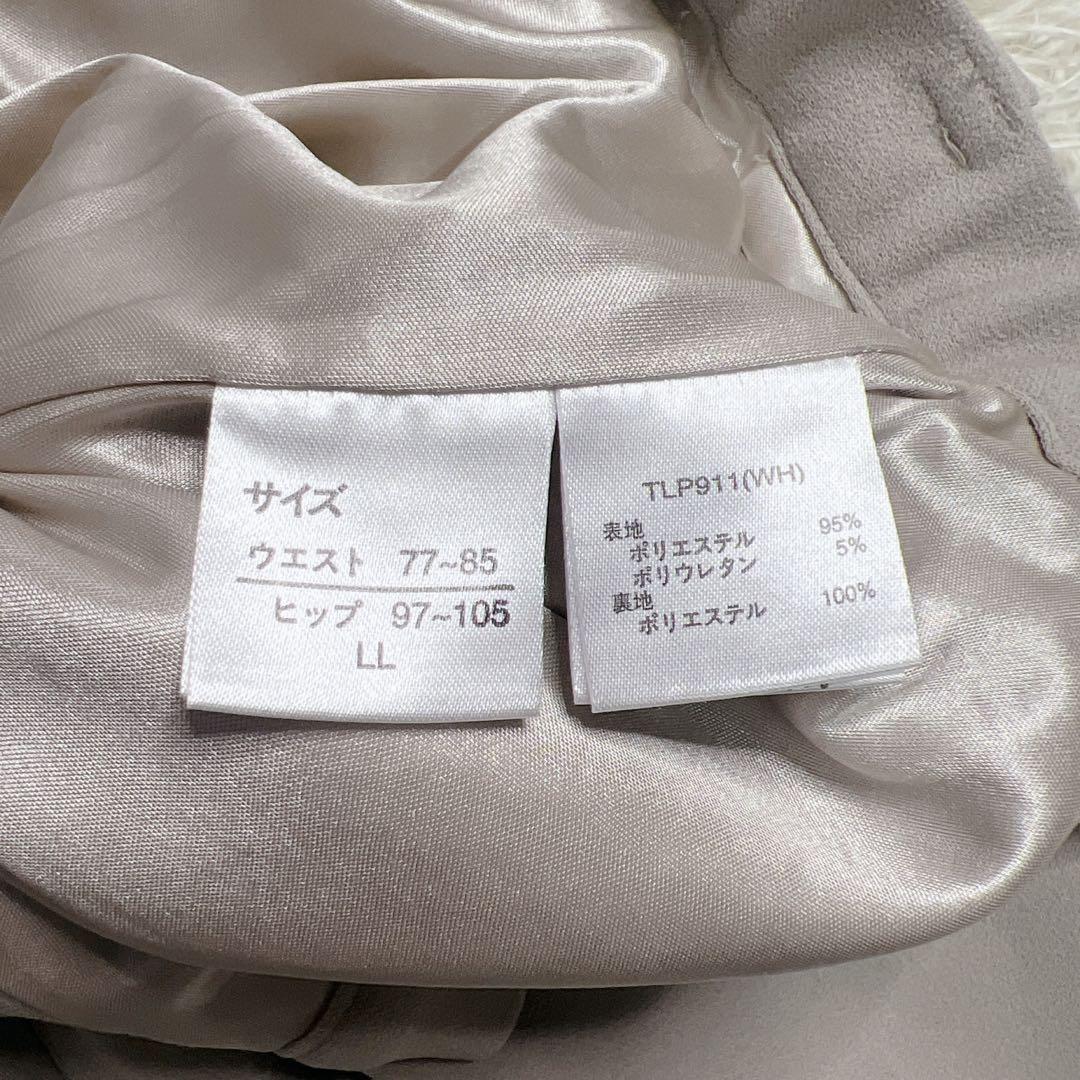 サイズ
ウエスト 77~85
ヒップ 97~105
LL
TLP911(WH)
表地
ポリエステル 95%
ポリウレタン 5%
裏地
ポリエステル 100%